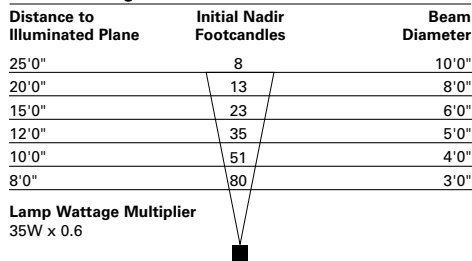 Distance to Initial Nadir Beam
Illuminated Plane Footcandles Diameter
25'0" 8 10'0"
20'0" 13 8'0"
15'0" 23 6'0"
12'0" 35 5'0"
10'0" 51 4'0"
8'0" 80 3'0"
Lamp Wattage Multiplier
35W x 0.6